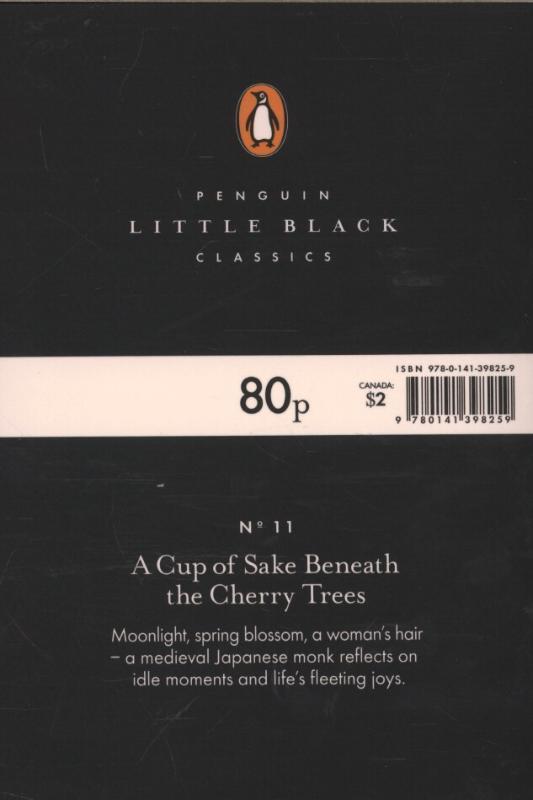 PENGUIN
LITTLE BLACK
CLASSICS
ISBN 978-0-141-39825-9
80p
CANADA:
$2
9 780141 398259
Nº 11
A Cup of Sake Beneath
the Cherry Trees
Moonlight, spring blossom, a woman's hair
– a medieval Japanese monk reflects on
idle moments and life's fleeting joys.